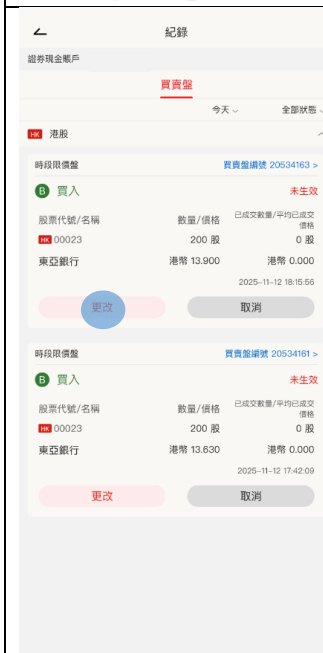 紀錄
證券現金賬戶
買賣盤
今天 全部狀態
HK 港股
時段限價盤 買賣盤編號 20534163 >
B 買入 未生效
股票代號/名稱 數量/價格 已成交數量/平均已成交價格
HK 00023 200 股 0 股
東亞銀行 港幣 13.900 港幣 0.000
2025-11-12 18:15:56
更改 取消
時段限價盤 買賣盤編號 20534161 >
B 買入 未生效
股票代號/名稱 數量/價格 已成交數量/平均已成交價格
HK 00023 200 股 0 股
東亞銀行 港幣 13.630 港幣 0.000
2025-11-12 17:42:09
更改 取消